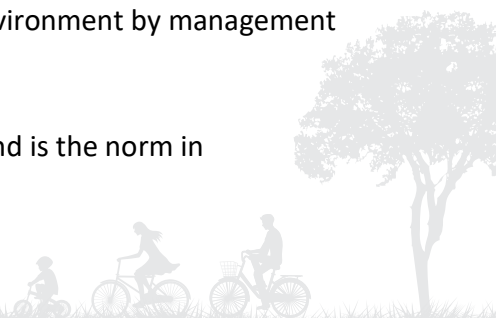 vironment by management
nd is the norm in